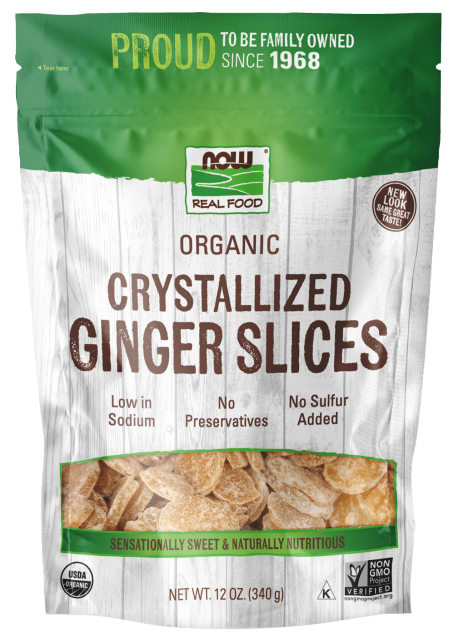 PROUD TO BE FAMILY OWNED
SINCE 1968
Tear here
NOW
REAL FOOD
®
NEW
LOOK
SAME GREAT
TASTE!
ORGANIC
CRYSTALLIZED
GINGER SLICES
Low in
Sodium
No
Preservatives
No Sulfur
Added
SENSATIONALLY SWEET & NATURALLY NUTRITIOUS
USDA
ORGANIC
NET WT. 12 OZ. (340 g)
K
NON
GMO
Project
VERIFIED
nongmoproject.org